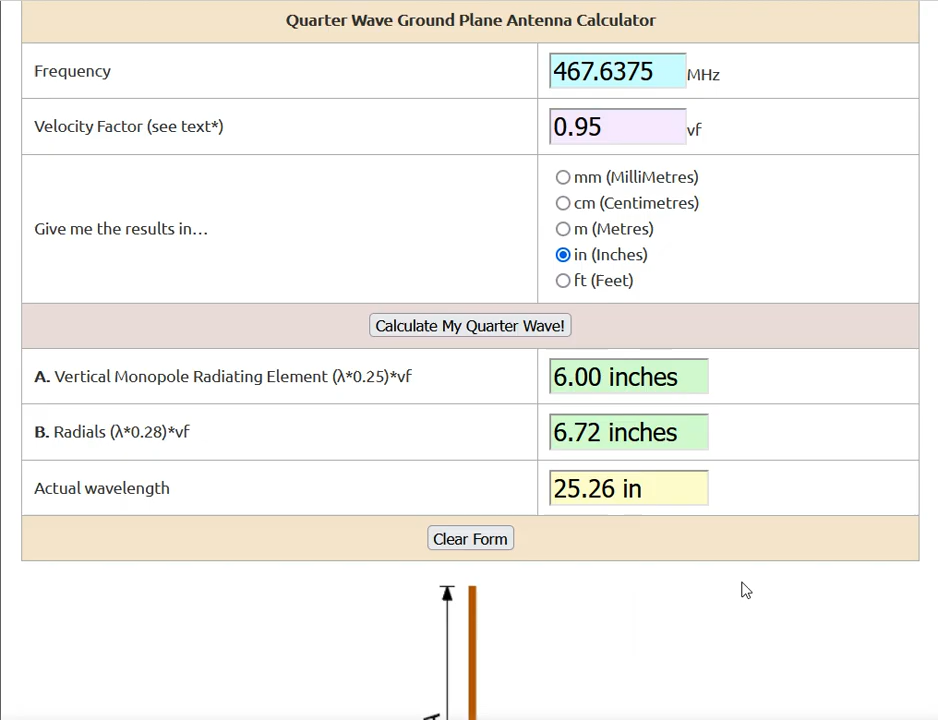 Quarter Wave Ground Plane Antenna Calculator
Frequency
467.6375 MHz
Velocity Factor (see text*)
0.95 vf
Give me the results in...
mm (MilliMetres)
cm (Centimetres)
m (Metres)
in (Inches)
ft (Feet)
Calculate My Quarter Wave!
A. Vertical Monopole Radiating Element (λ*0.25)*vf
6.00 inches
B. Radials (λ*0.28)*vf
6.72 inches
Actual wavelength
25.26 in
Clear Form